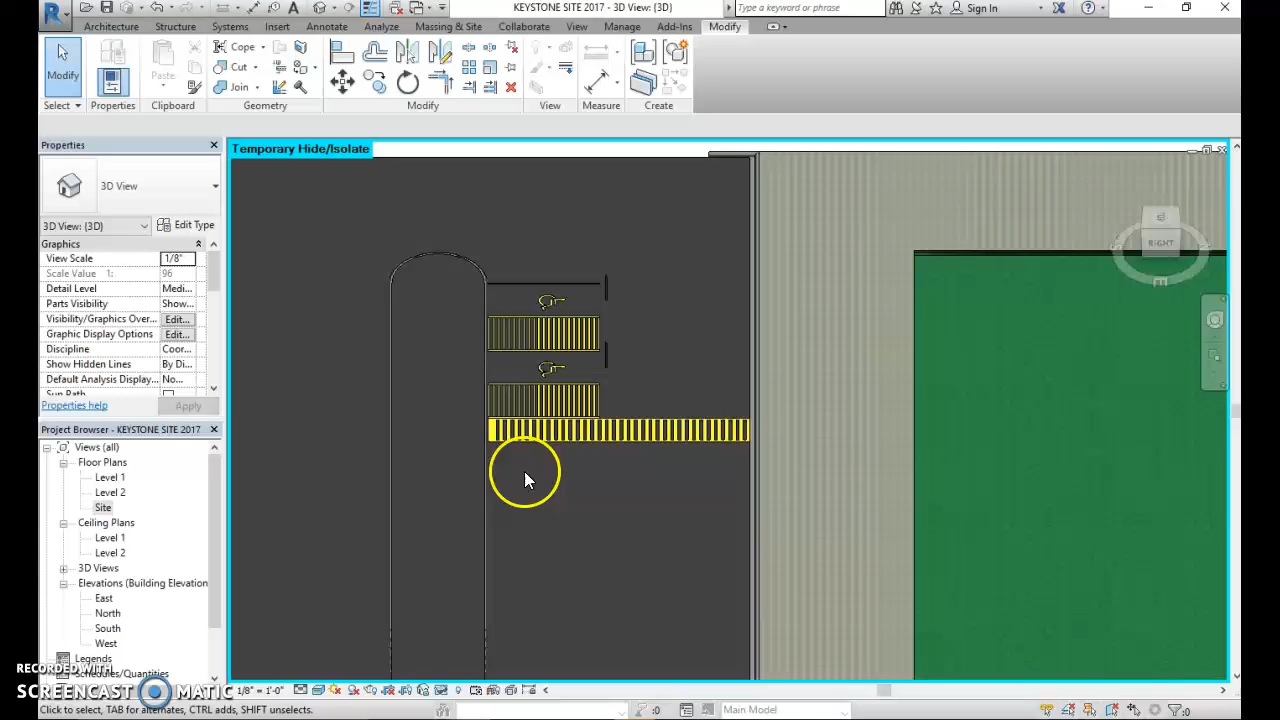 KEYSTONE SITE 2017 - 3D View: {3D}
Type a keyword or phrase
Sign In
Architecture Structure Systems Insert Annotate Analyze Massing & Site Collaborate View Manage Add-Ins Modify
Modify
Paste
Cope
Cut
Join
Select Properties Clipboard Geometry Modify View Measure Create
Properties
3D View
3D View: {3D}
Edit Type
Graphics
View Scale 1/8"
Scale Value 1: 96
Detail Level Medi...
Parts Visibility Show...
Visibility/Graphics Over... Edit...
Graphic Display Options Edit...
Discipline Coor...
Show Hidden Lines By Di...
Default Analysis Display... No...
Sun Path
Properties help
Apply
Project Browser - KEYSTONE SITE 2017
Views (all)
Floor Plans
Level 1
Level 2
Site
Ceiling Plans
Level 1
Level 2
3D Views
Elevations (Building Elevation
East
North
South
West
Legends
Schedules/Quantities
Temporary Hide/Isolate
RIGHT
RECORDED WITH
SCREENCAST MATIC
1/8" = 1'-0"
Click to select, TAB for alternates, CTRL adds, SHIFT unselects.
:0
Main Model
:0